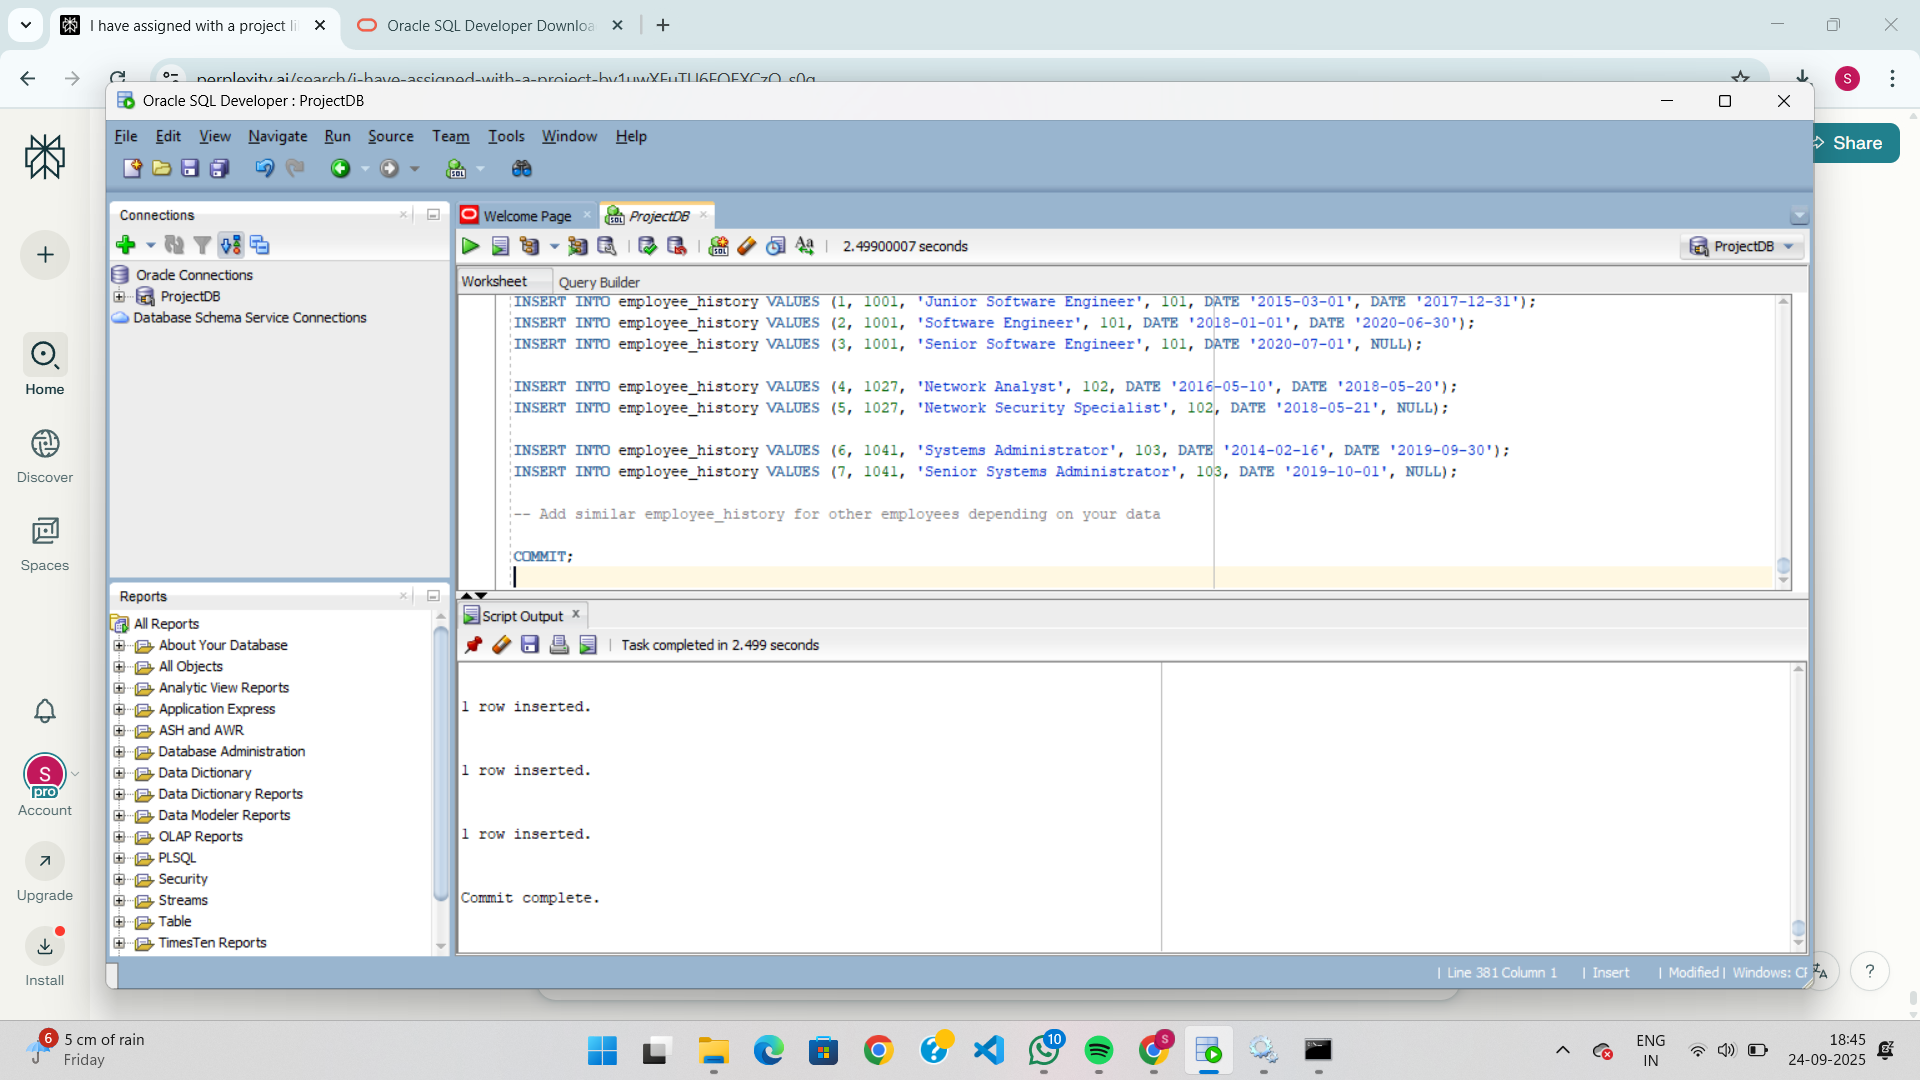 I have assigned with a project li
Oracle SQL Developer Downloa
perplexity.ai/search/i-have-assigned-with-a-project-
S
Share
Oracle SQL Developer : ProjectDB
File Edit View Navigate Run Source Team Tools Window Help
Connections
Oracle Connections
ProjectDB
Database Schema Service Connections
Home
Discover
Spaces
S
pro
Account
Upgrade
Install
Reports
All Reports
About Your Database
All Objects
Analytic View Reports
Application Express
ASH and AWR
Database Administration
Data Dictionary
Data Dictionary Reports
Data Modeler Reports
OLAP Reports
PLSQL
Security
Streams
Table
TimesTen Reports
Welcome Page
ProjectDB
2.49900007 seconds
ProjectDB
Worksheet
Query Builder
INSERT INTO employee_history VALUES (1, 1001, 'Junior Software Engineer', 101, DATE '2015-03-01', DATE '2017-12-31');
INSERT INTO employee_history VALUES (2, 1001, 'Software Engineer', 101, DATE '2018-01-01', DATE '2020-06-30');
INSERT INTO employee_history VALUES (3, 1001, 'Senior Software Engineer', 101, DATE '2020-07-01', NULL);
INSERT INTO employee_history VALUES (4, 1027, 'Network Analyst', 102, DATE '2016-05-10', DATE '2018-05-20');
INSERT INTO employee_history VALUES (5, 1027, 'Network Security Specialist', 102, DATE '2018-05-21', NULL);
INSERT INTO employee_history VALUES (6, 1041, 'Systems Administrator', 103, DATE '2014-02-16', DATE '2019-09-30');
INSERT INTO employee_history VALUES (7, 1041, 'Senior Systems Administrator', 103, DATE '2019-10-01', NULL);
-- Add similar employee_history for other employees depending on your data
COMMIT;
Script Output
Task completed in 2.499 seconds
1 row inserted.
1 row inserted.
1 row inserted.
Commit complete.
Line 381 Column 1 | Insert | Modified | Windows: CR
6
5 cm of rain
Friday
10
S
ENG
IN
18:45
24-09-2025